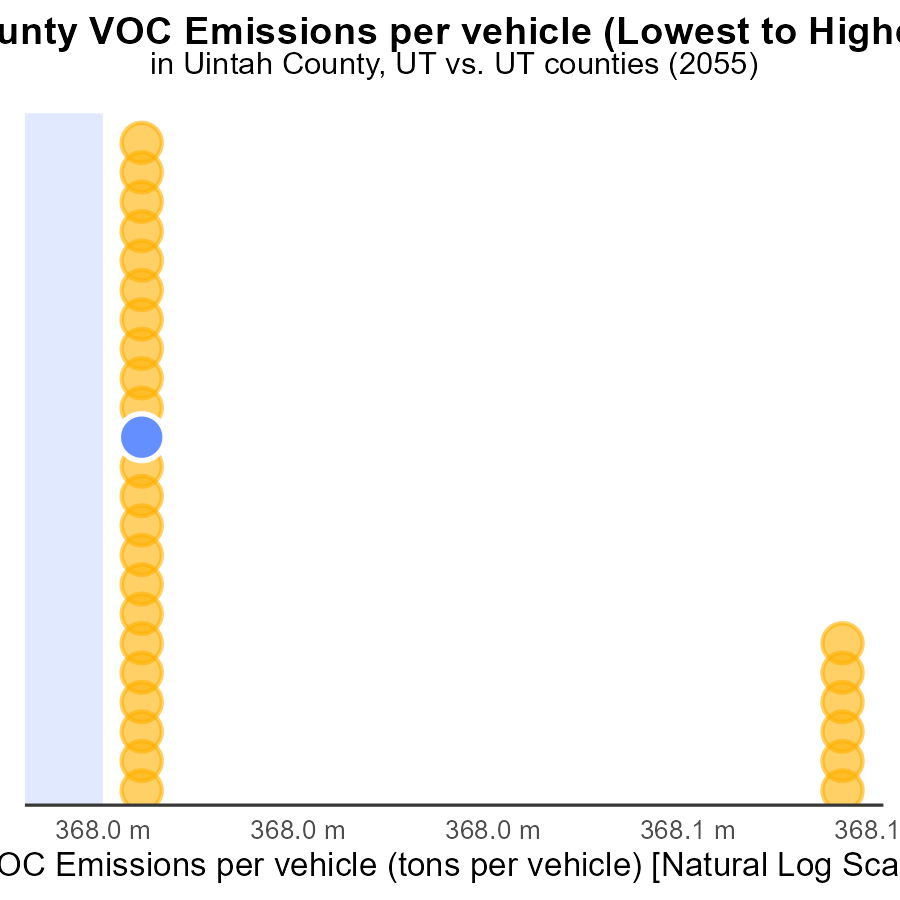 unty VOC Emissions per vehicle (Lowest to Highe
in Uintah County, UT vs. UT counties (2055)
368.0 m 368.0 m 368.0 m 368.1 m 368.1
OC Emissions per vehicle (tons per vehicle) [Natural Log Sca